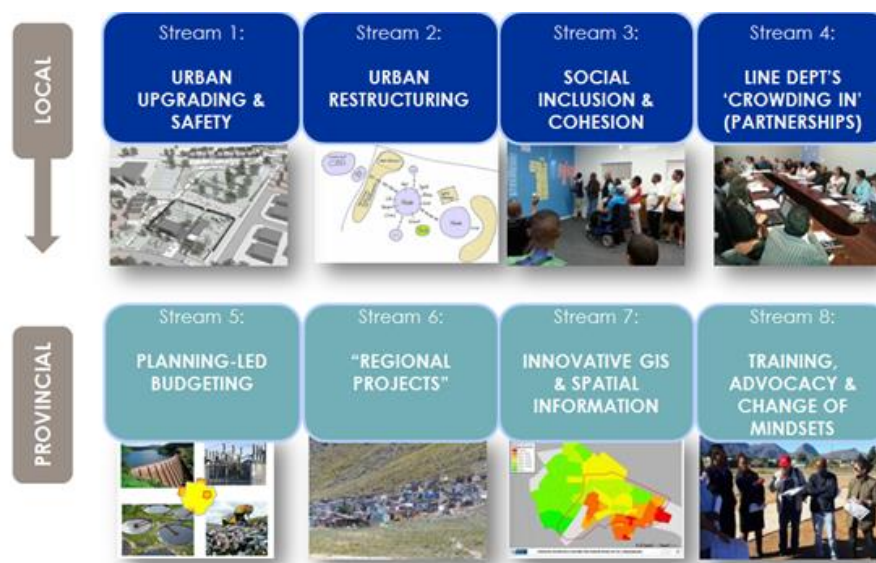 LOCAL
Stream 1:
URBAN
UPGRADING &
SAFETY
Stream 2:
URBAN
RESTRUCTURING
Stream 3:
SOCIAL
INCLUSION &
COHESION
Stream 4:
LINE DEPT'S
'CROWDING IN'
(PARTNERSHIPS)
PROVINCIAL
Stream 5:
PLANNING-LED
BUDGETING
Stream 6:
"REGIONAL
PROJECTS"
Stream 7:
INNOVATIVE GIS
& SPATIAL
INFORMATION
Stream 8:
TRAINING,
ADVOCACY &
CHANGE OF
MINDSETS